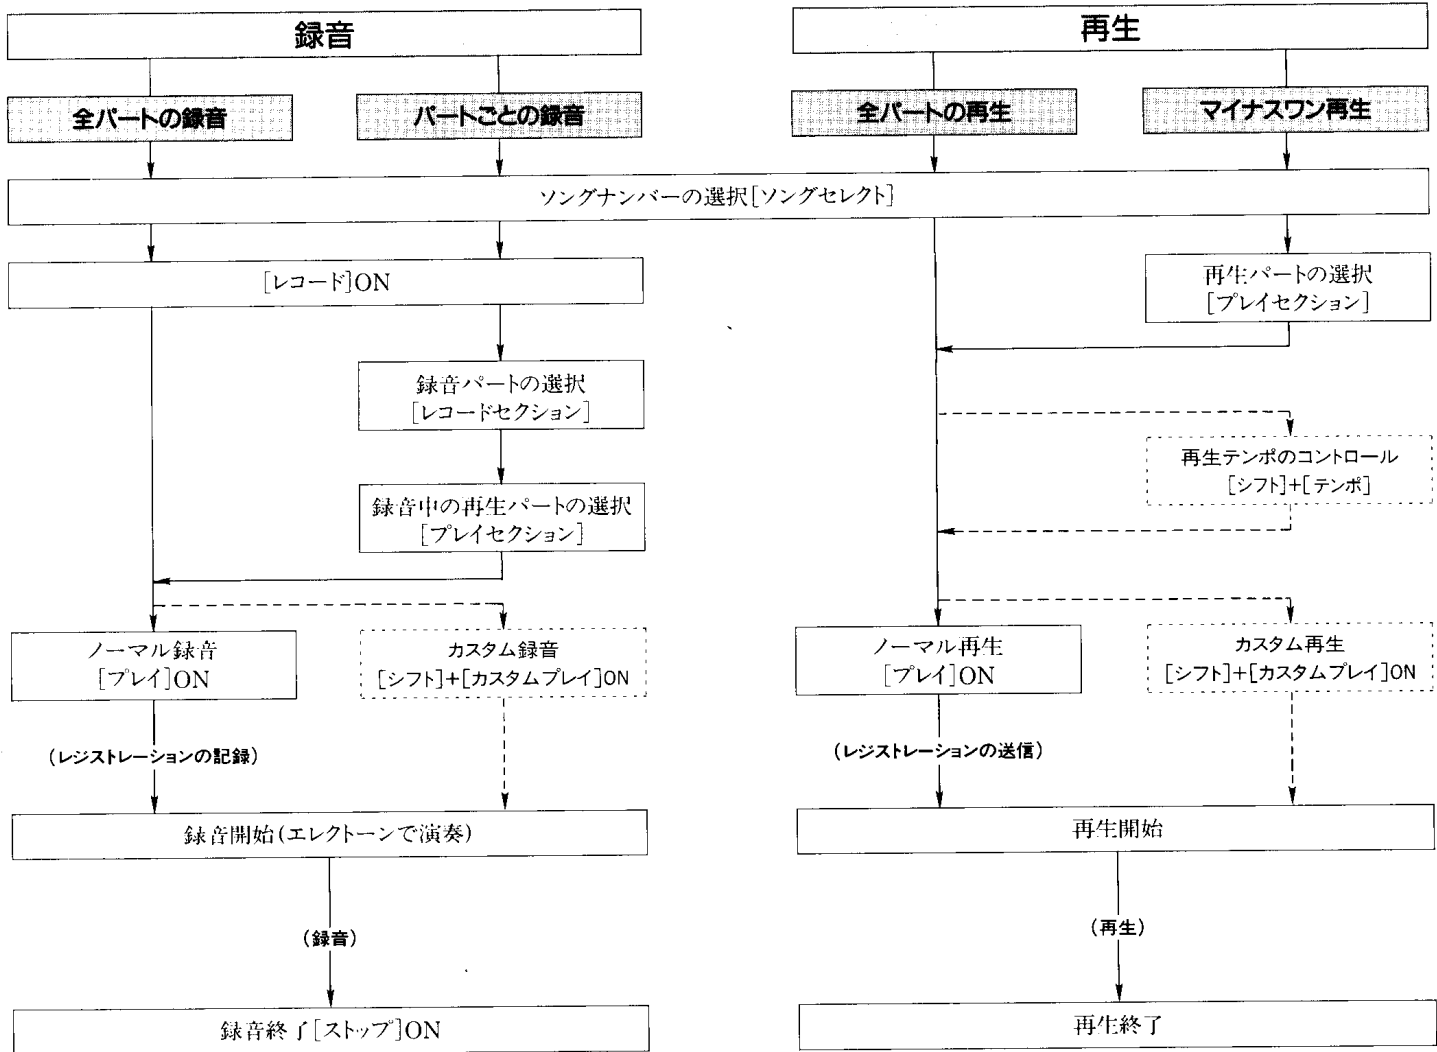 録音
再生
全パートの録音
パートごとの録音
全パートの再生
マイナスワン再生
ソングナンバーの選択[ソングセレクト]
[レコード]ON
再生パートの選択
[プレイセクション]
録音パートの選択
[レコードセクション]
再生テンポのコントロール
[シフト]+[テンポ]
録音中の再生パートの選択
[プレイセクション]
ノーマル録音
[プレイ]ON
カスタム録音
[シフト]+[カスタムプレイ]ON
ノーマル再生
[プレイ]ON
カスタム再生
[シフト]+[カスタムプレイ]ON
(レジストレーションの記録)
(レジストレーションの送信)
録音開始(エレクトーンで演奏)
再生開始
(録音)
(再生)
録音終了[ストップ]ON
再生終了